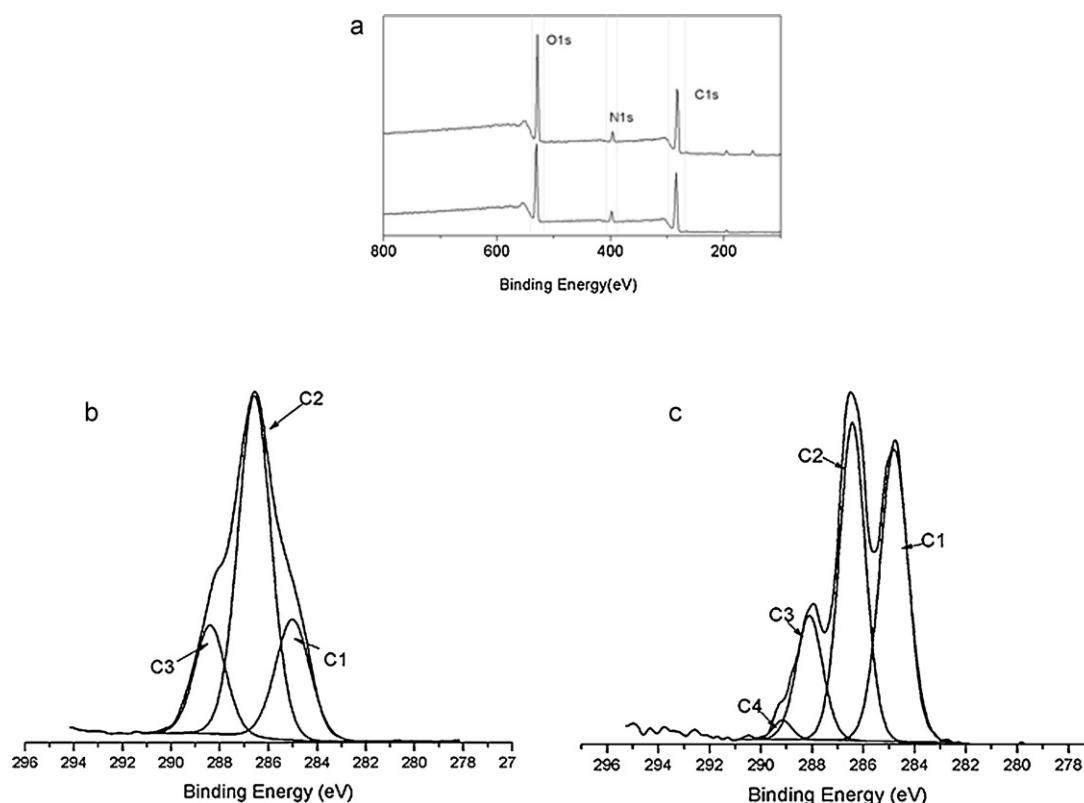 a
O1s
N1s
C1s
800 600 400 200
Binding Energy(eV)
b
C2
C3
C1
296 294 292 290 288 286 284 282 280 278 27
Binding Energy (eV)
c
C2
C1
C3
C4
296 294 292 290 288 286 284 282 280 278
Binding Energy (eV)